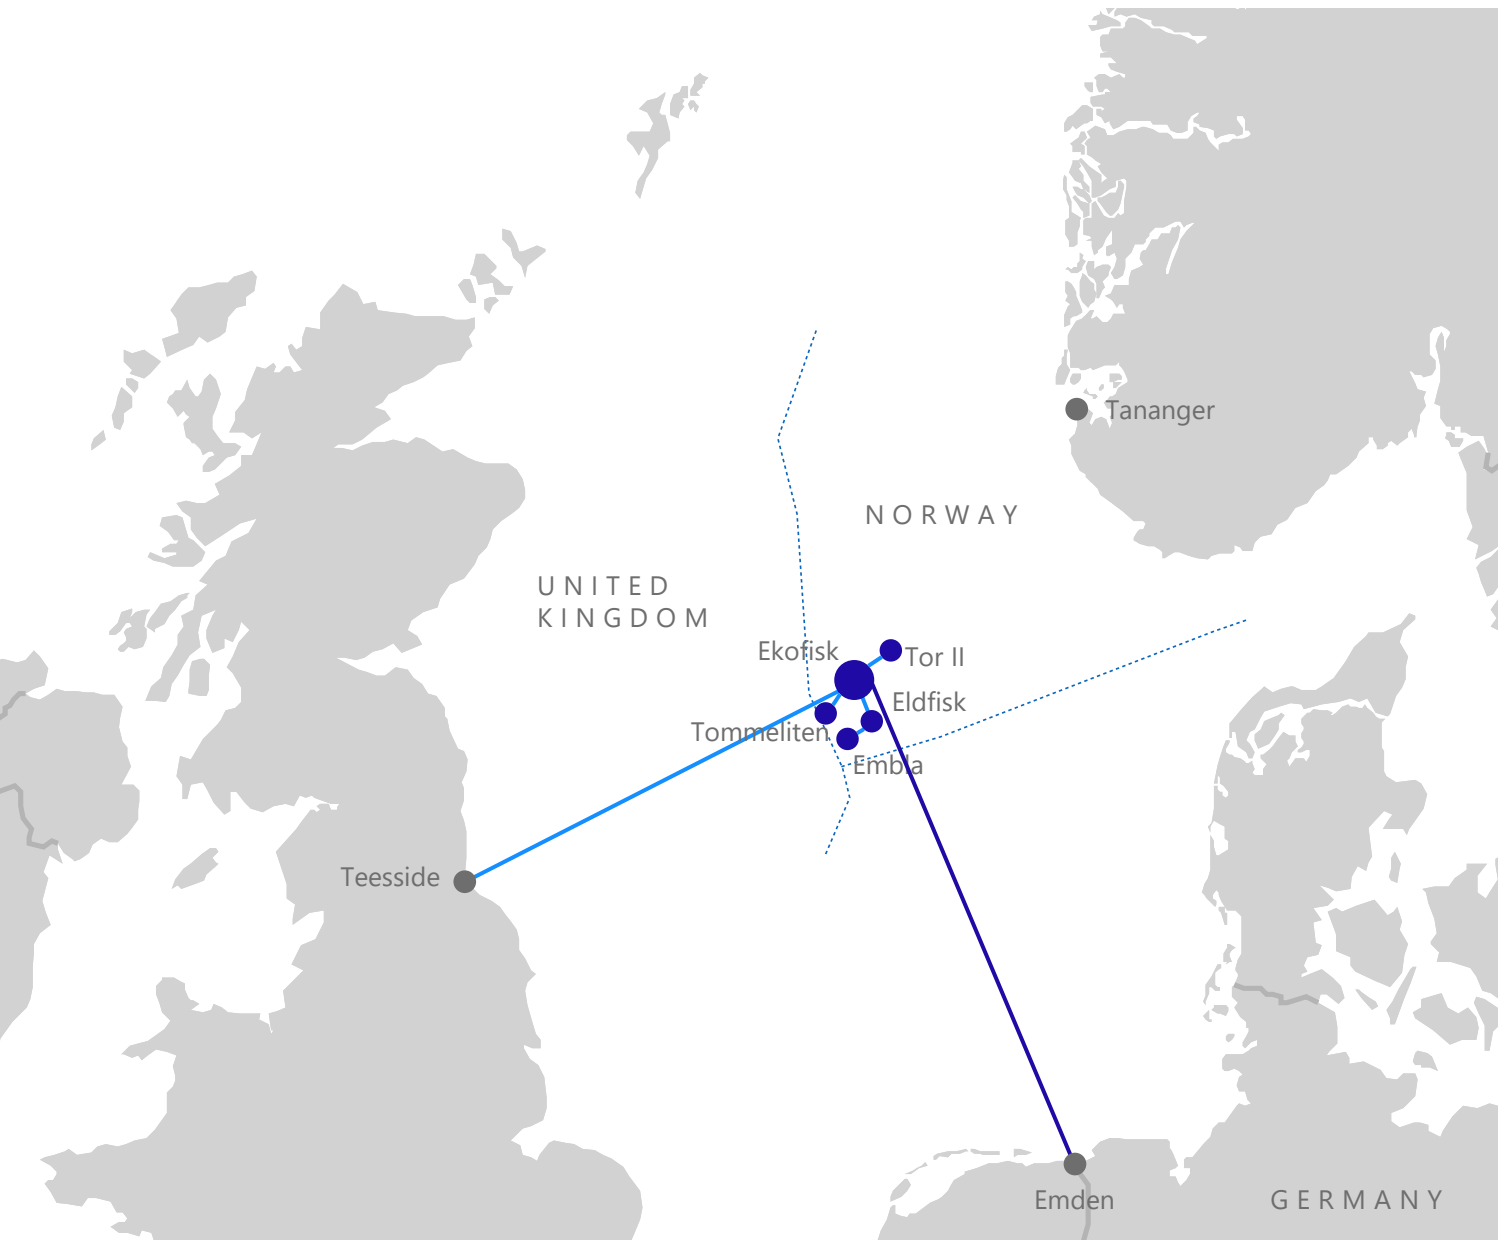 Tananger
NORWAY
UNITED
KINGDOM
Ekofisk
Tor II
Eldfisk
Tommeliten
Embla
Teesside
Emden
GERMANY